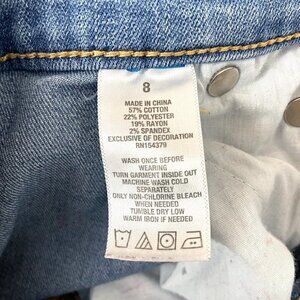 8
MADE IN CHINA
57% COTTON
22% POLYESTER
19% RAYON
2% SPANDEX
EXCLUSIVE OF DECORATION
RN154379
WASH ONCE BEFORE
WEARING
TURN GARMENT INSIDE OUT
MACHINE WASH COLD
SEPARATELY
ONLY NON-CHLORINE BLEACH
WHEN NEEDED
TUMBLE DRY LOW
WARM IRON IF NEEDED